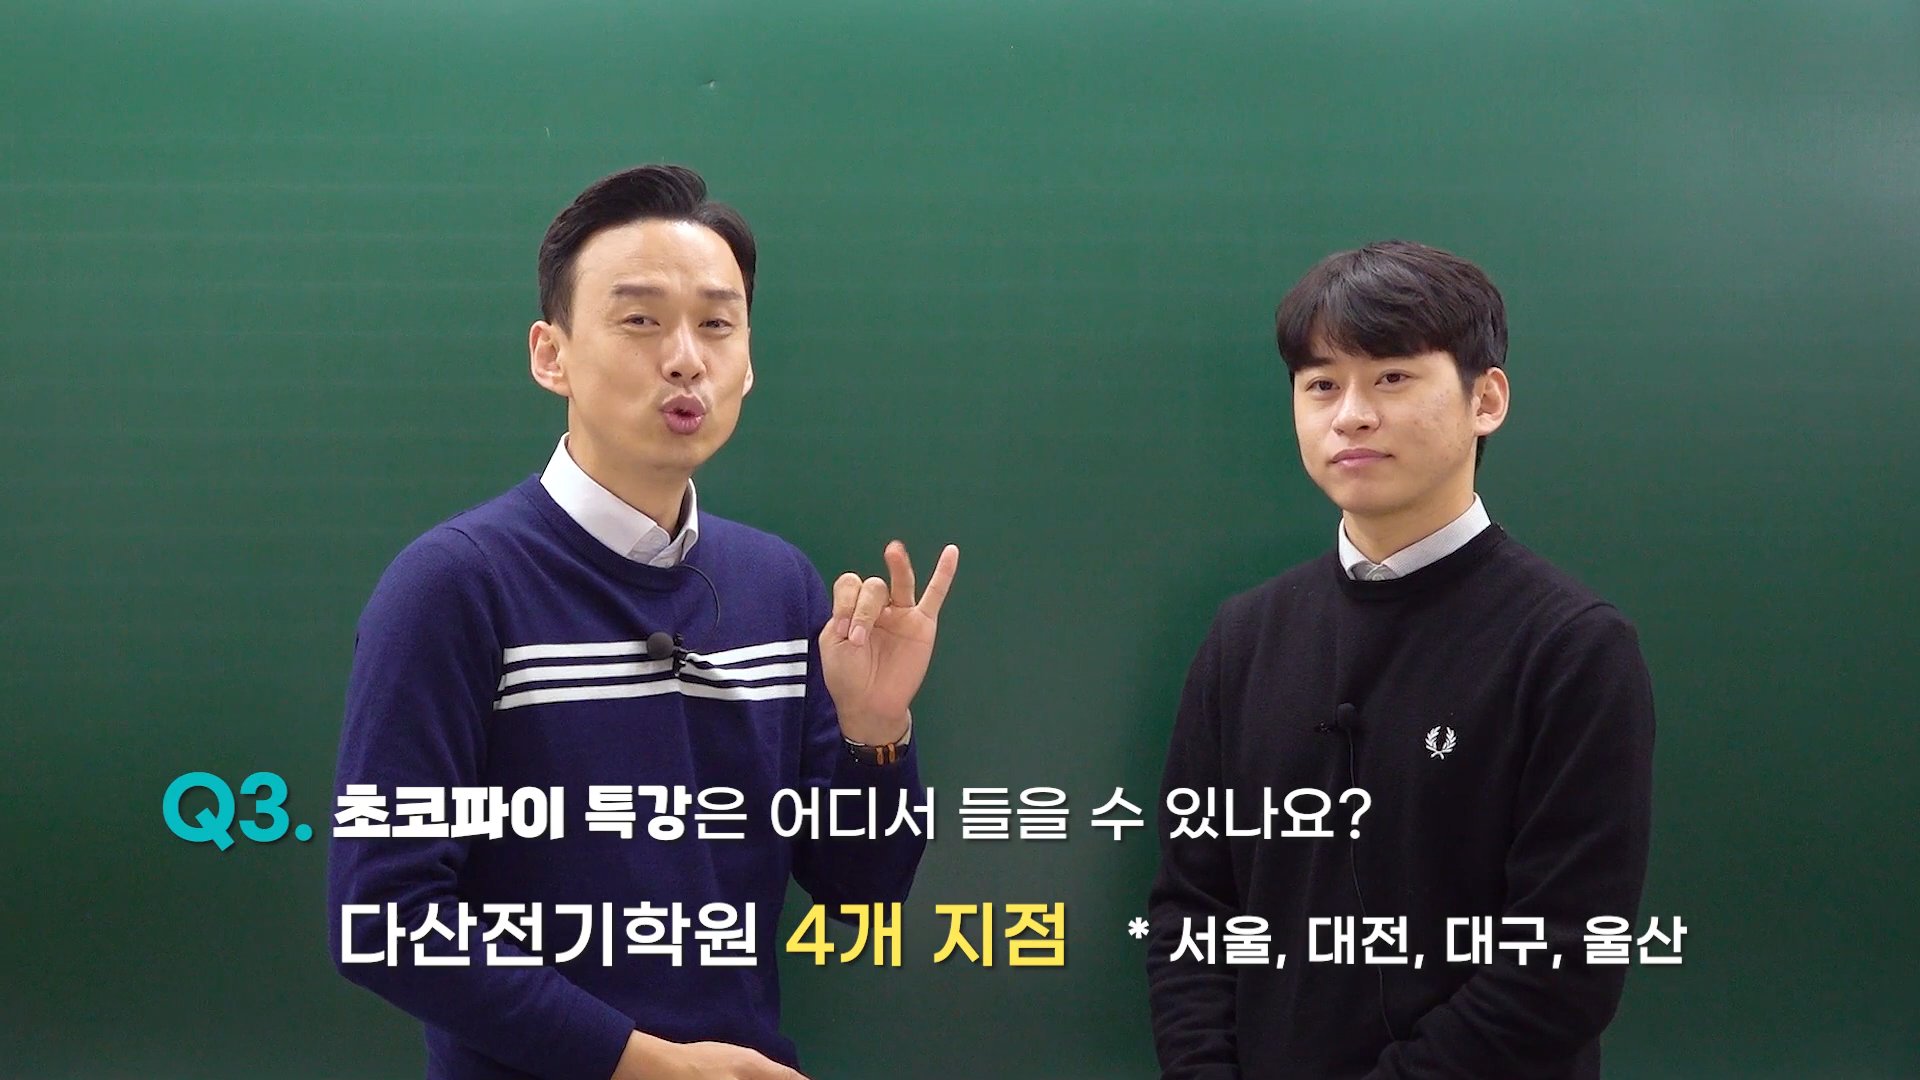 Q3. 초코파이 특강은 어디서 들을 수 있나요?
다산전기학원 4개 지점 * 서울, 대전, 대구, 울산